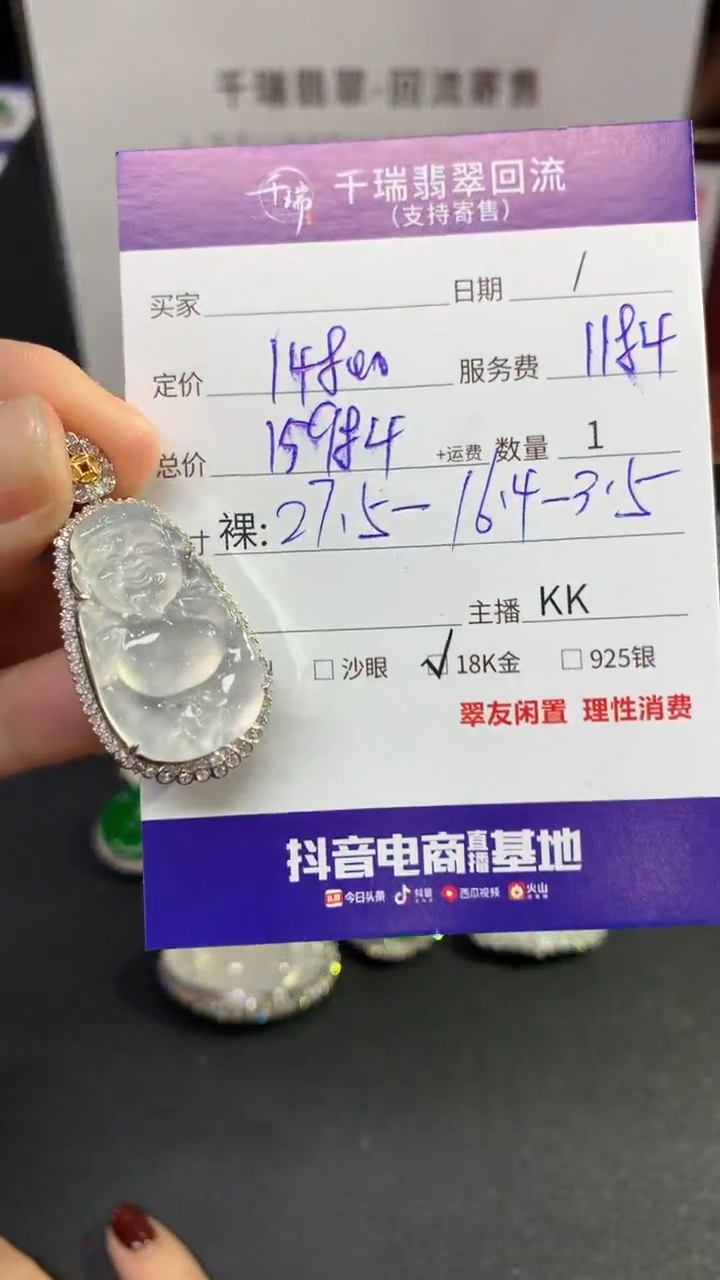 千瑞翡翠·回流寄售
千瑞 千瑞翡翠回流
(支持寄售)
买家 日期 /
定价 14800 服务费 1184
总价 15984 +运费 数量 1
寸 裸: 27.5-16.4-3.5
主播 KK
沙眼 18K金 925银
翠友闲置 理性消费
抖音电商直播基地
头条 今日头条 抖音 西瓜视频 火山